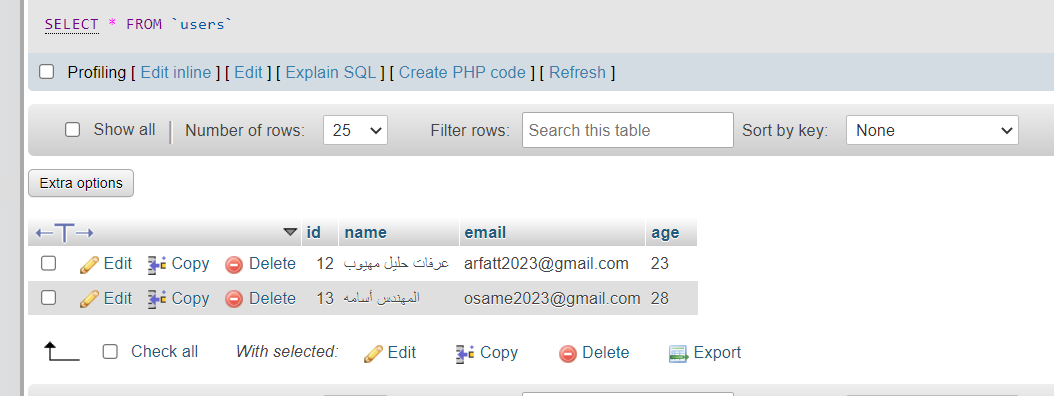 SELECT * FROM `users`
Profiling [ Edit inline ] [ Edit ] [ Explain SQL ] [ Create PHP code ] [ Refresh ]
Show all Number of rows: 25 Filter rows: Search this table Sort by key: None
Extra options
id name email age
Edit Copy Delete 12 عرفات حليل مهيوب arfatt2023@gmail.com 23
Edit Copy Delete 13 المهندس أسامه osame2023@gmail.com 28
Check all With selected: Edit Copy Delete Export